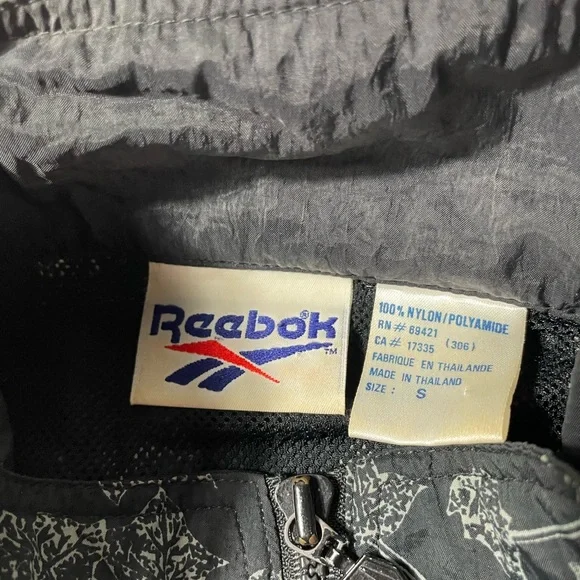 Reebok®
™
100% NYLON/POLYAMIDE
RN# 69421 (306)
CA# 17335
FABRIQUE EN THAILANDE
MADE IN THAILAND
SIZE: S